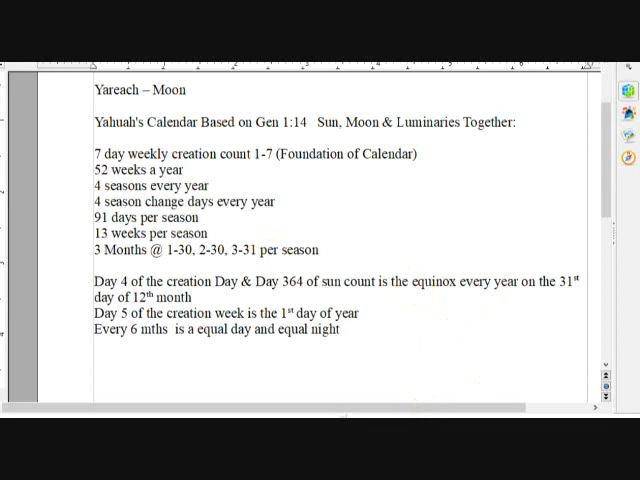 Yareach – Moon
Yahuah's Calendar Based on Gen 1:14 Sun, Moon & Luminaries Together:
7 day weekly creation count 1-7 (Foundation of Calendar)
52 weeks a year
4 seasons every year
4 season change days every year
91 days per season
13 weeks per season
3 Months @ 1-30, 2-30, 3-31 per season
Day 4 of the creation Day & Day 364 of sun count is the equinox every year on the 31st
day of 12th month
Day 5 of the creation week is the 1st day of year
Every 6 mths is a equal day and equal night